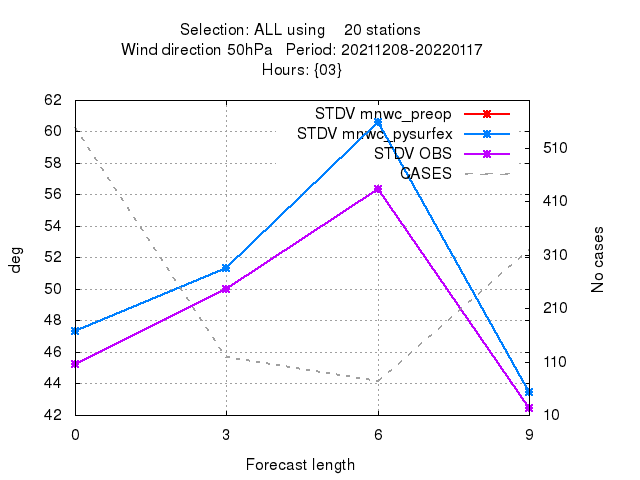 Selection: ALL using    20 stations
Wind direction 50hPa   Period: 20211208-20220117
Hours: {03}
62
60
58
56
54
52
50
48
46
44
42
deg
STDV mnwc_preop
STDV mnwc_pysurfex
STDV OBS
CASES
510
410
310
210
110
10
No cases
0
3
6
9
Forecast length